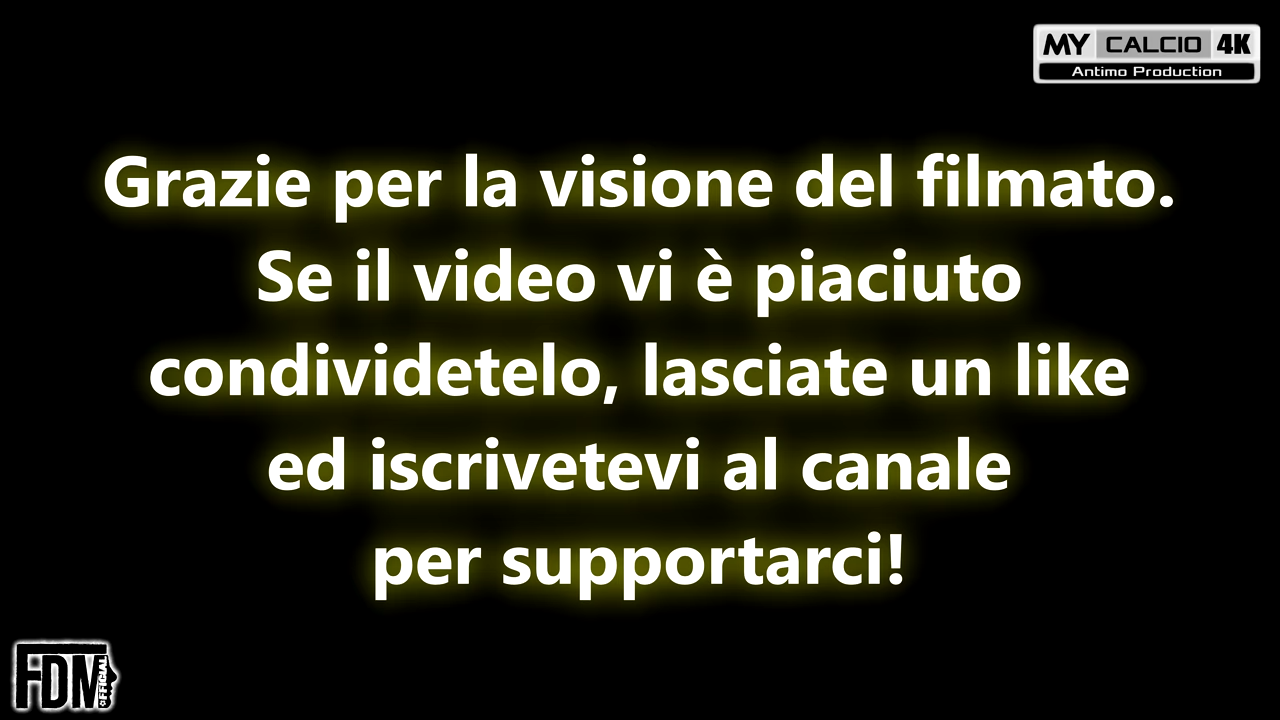 MY CALCIO 4K
Antimo Production
Grazie per la visione del filmato.
Se il video vi è piaciuto
condividetelo, lasciate un like
ed iscrivetevi al canale
per supportarci!
FDM
OFFICIAL